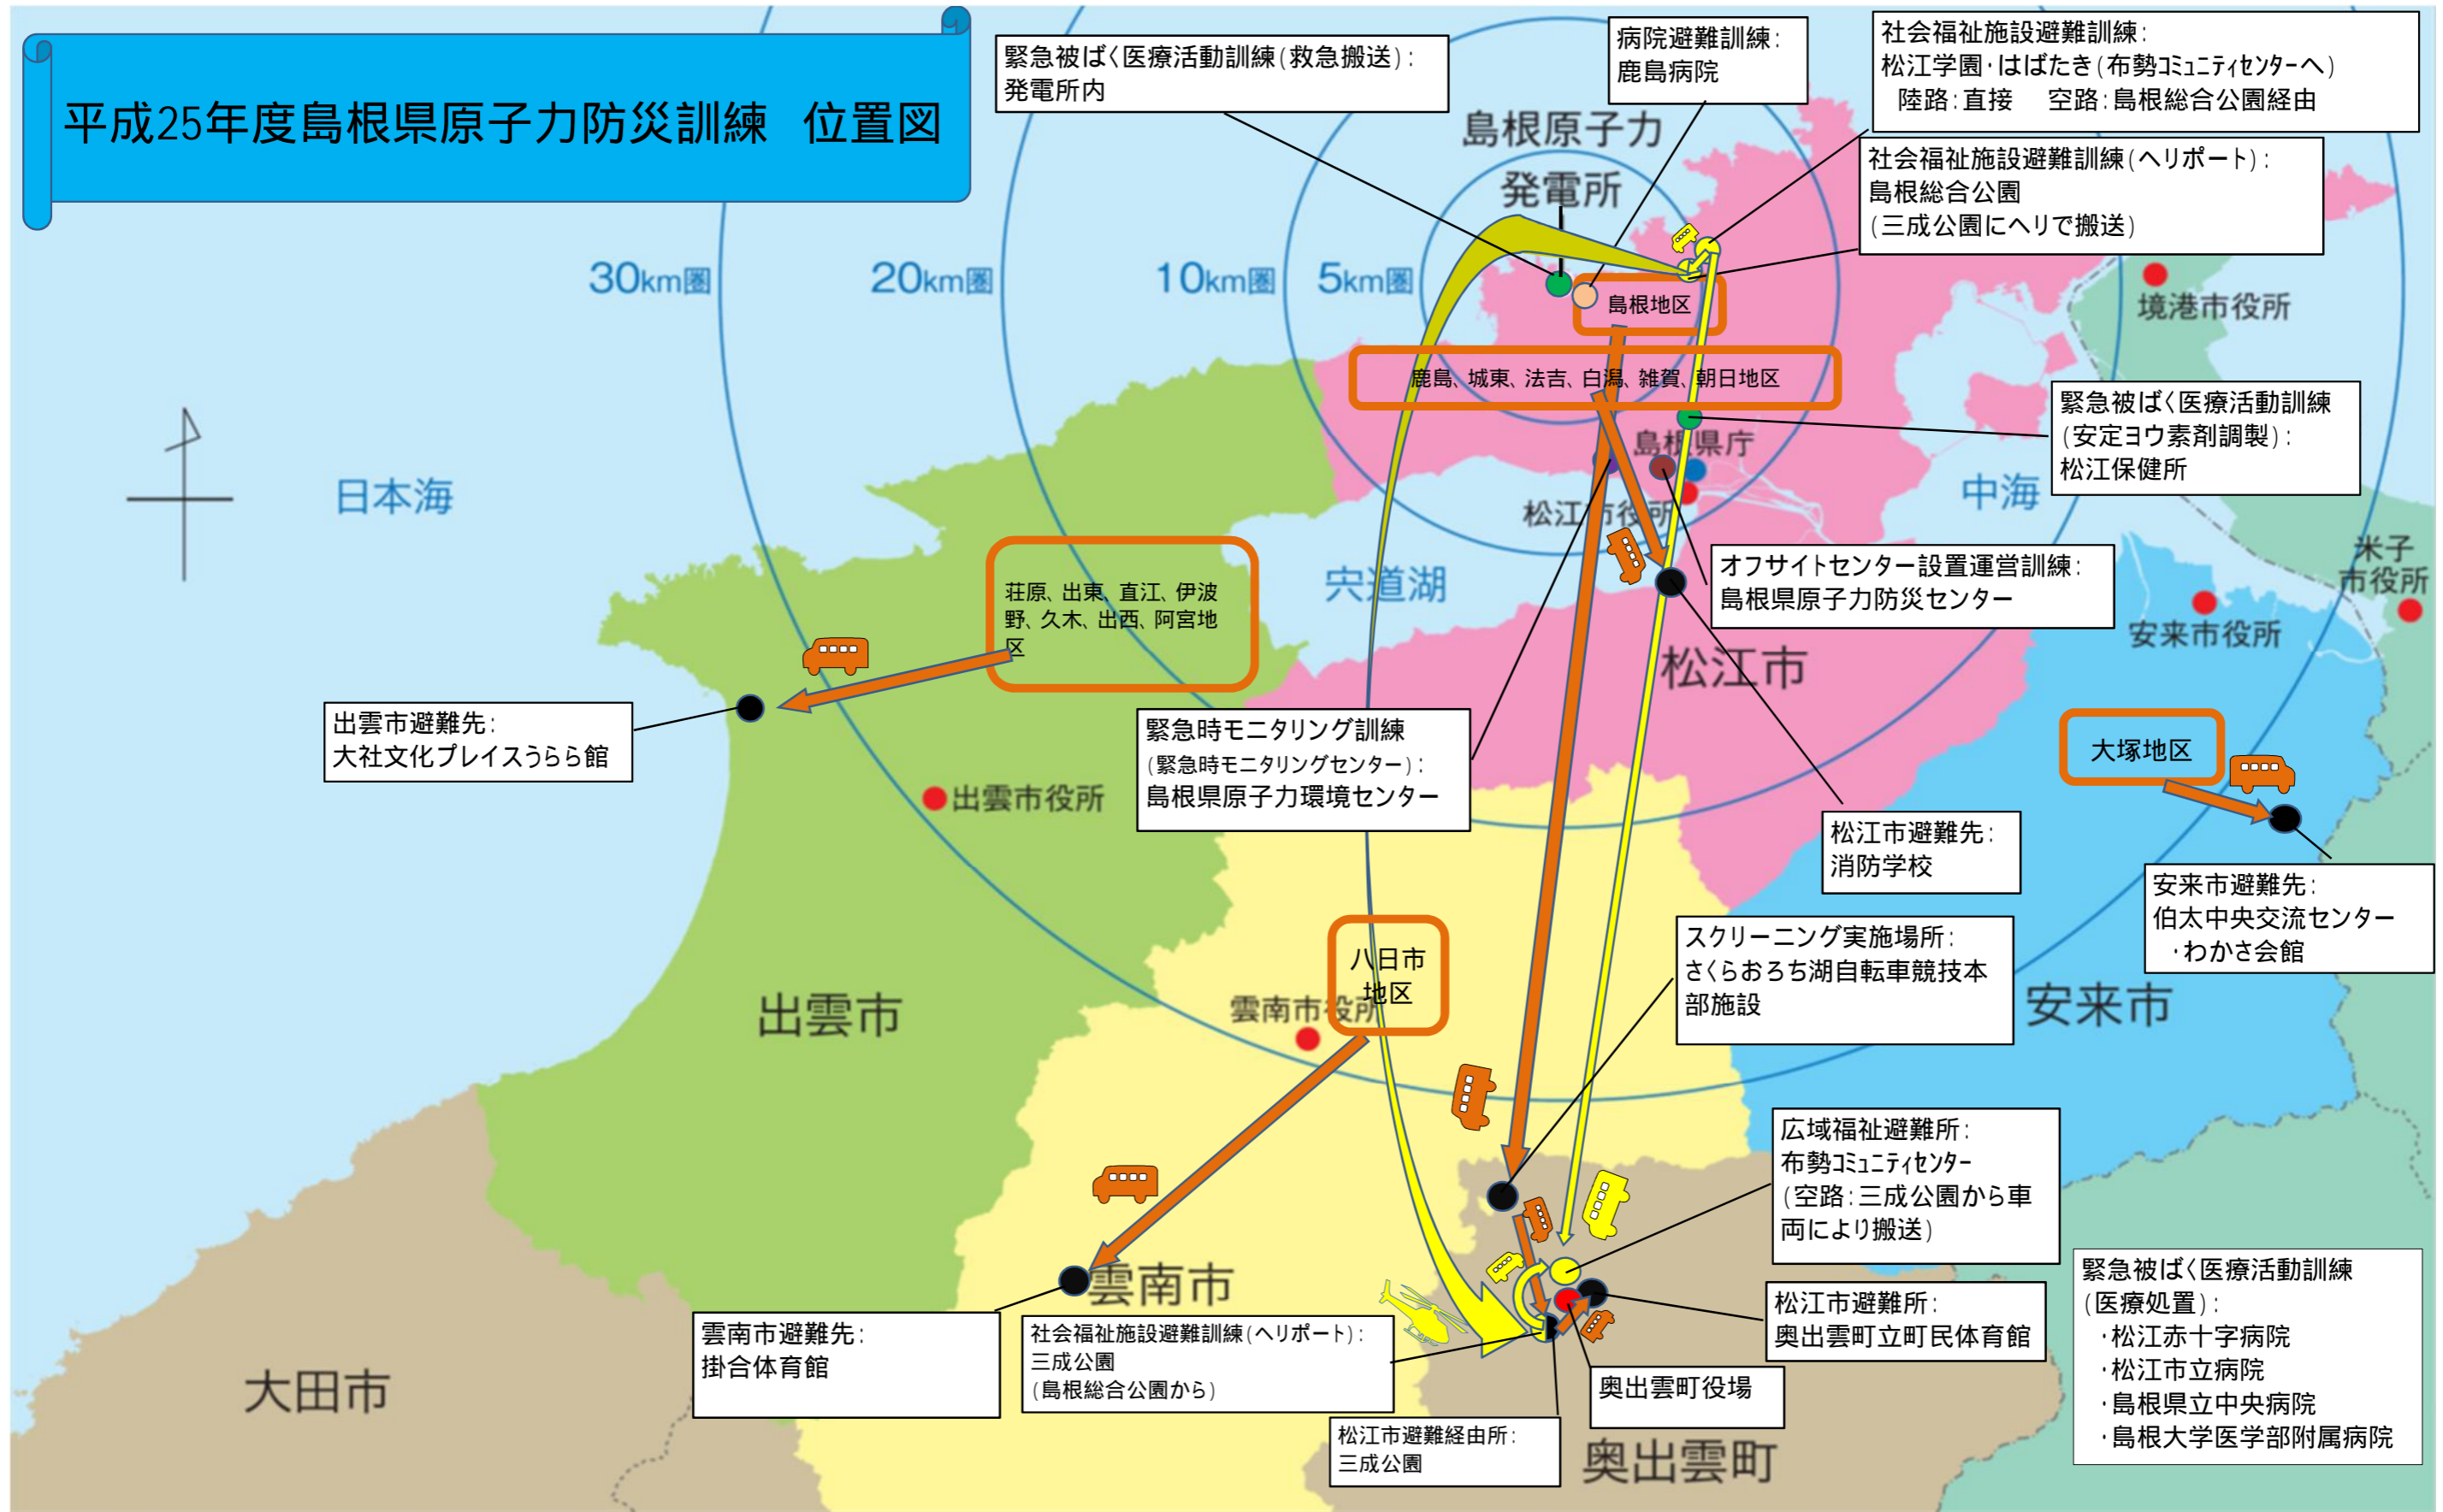 平成25年度島根県原子力防災訓練　位置図
緊急被ばく医療活動訓練(救急搬送):
発電所内
病院避難訓練:
鹿島病院
社会福祉施設避難訓練:
松江学園・はばたき(布勢コミュニティセンターへ)
陸路:直接　空路:島根総合公園経由
社会福祉施設避難訓練(ヘリポート):
島根総合公園
(三成公園にヘリで搬送)
島根原子力
発電所
30km圏
20km圏
10km圏
5km圏
島根地区
境港市役所
鹿島、城東、法吉、白潟、雑賀、朝日地区
緊急被ばく医療活動訓練
(安定ヨウ素剤調製):
松江保健所
島根県庁
日本海
松江市役所
中海
宍道湖
オフサイトセンター設置運営訓練:
島根県原子力防災センター
米子
市役所
安来市役所
荘原、出東、直江、伊波
野、久木、出西、阿宮地
区
松江市
出雲市避難先:
大社文化プレイスうらら館
緊急時モニタリング訓練
(緊急時モニタリングセンター):
島根県原子力環境センター
大塚地区
出雲市役所
松江市避難先:
消防学校
安来市避難先:
伯太中央交流センター
・わかさ会館
スクリーニング実施場所:
さくらおろち湖自転車競技本
部施設
八日市
地区
雲南市役所
出雲市
安来市
広域福祉避難所:
布勢コミュニティセンター
(空路:三成公園から車
両により搬送)
雲南市
雲南市避難先:
掛合体育館
社会福祉施設避難訓練(ヘリポート):
三成公園
(島根総合公園から)
松江市避難所:
奥出雲町立町民体育館
奥出雲町役場
松江市避難経由所:
三成公園
大田市
奥出雲町
緊急被ばく医療活動訓練
(医療処置):
・松江赤十字病院
・松江市立病院
・島根県立中央病院
・島根大学医学部附属病院